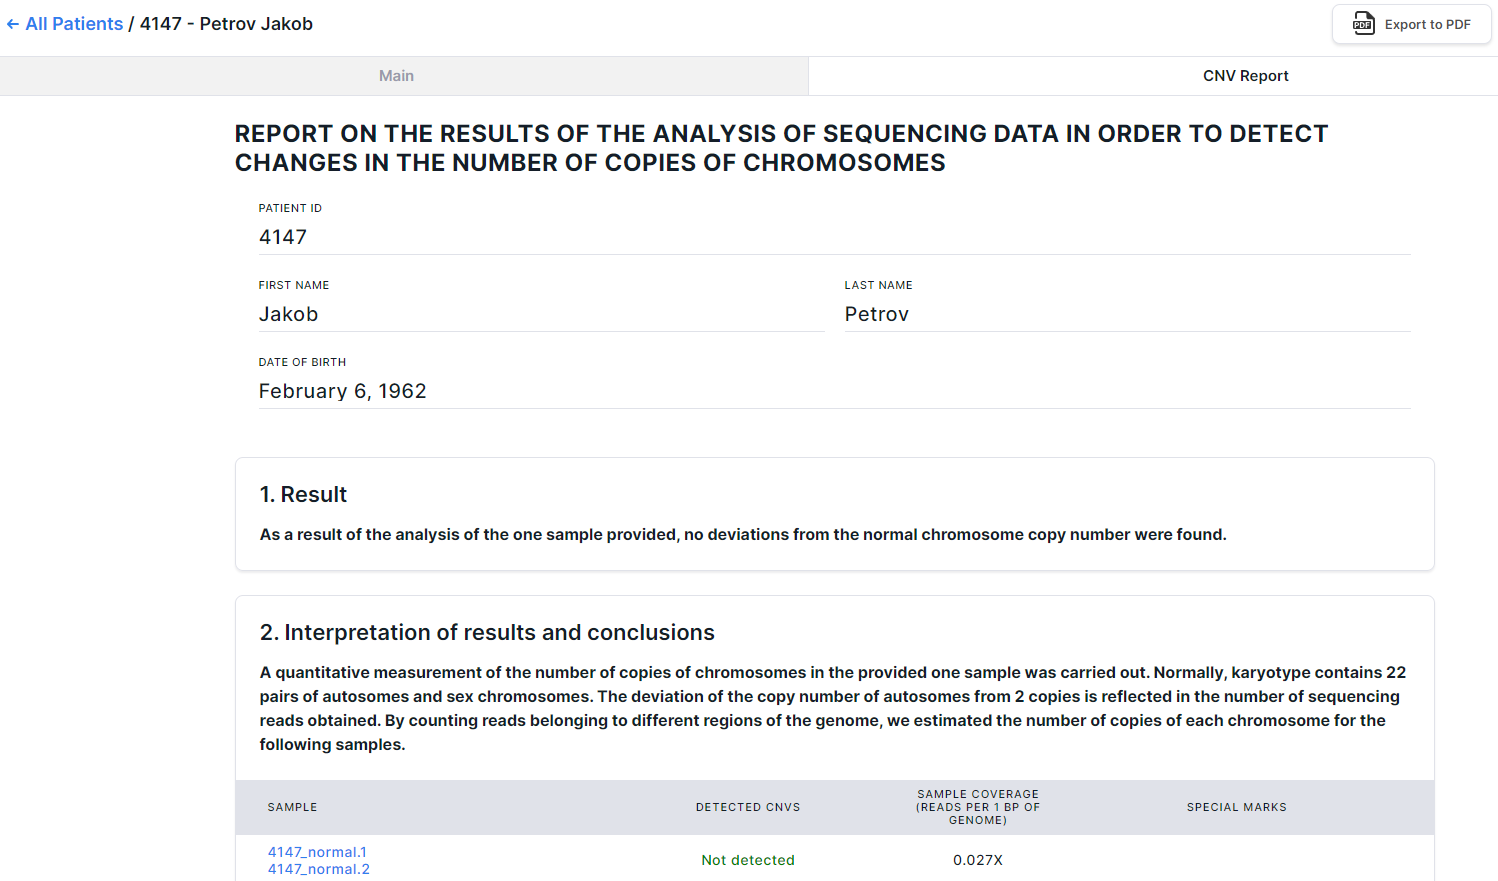 ← All Patients / 4147 - Petrov Jakob
PDF Export to PDF
Main CNV Report
REPORT ON THE RESULTS OF THE ANALYSIS OF SEQUENCING DATA IN ORDER TO DETECT
CHANGES IN THE NUMBER OF COPIES OF CHROMOSOMES
PATIENT ID
4147
FIRST NAME
Jakob
LAST NAME
Petrov
DATE OF BIRTH
February 6, 1962
1. Result
As a result of the analysis of the one sample provided, no deviations from the normal chromosome copy number were found.
2. Interpretation of results and conclusions
A quantitative measurement of the number of copies of chromosomes in the provided one sample was carried out. Normally, karyotype contains 22
pairs of autosomes and sex chromosomes. The deviation of the copy number of autosomes from 2 copies is reflected in the number of sequencing
reads obtained. By counting reads belonging to different regions of the genome, we estimated the number of copies of each chromosome for the
following samples.
SAMPLE
DETECTED CNVS
SAMPLE COVERAGE
(READS PER 1 BP OF
GENOME)
SPECIAL MARKS
4147_normal.1
4147_normal.2
Not detected
0.027X